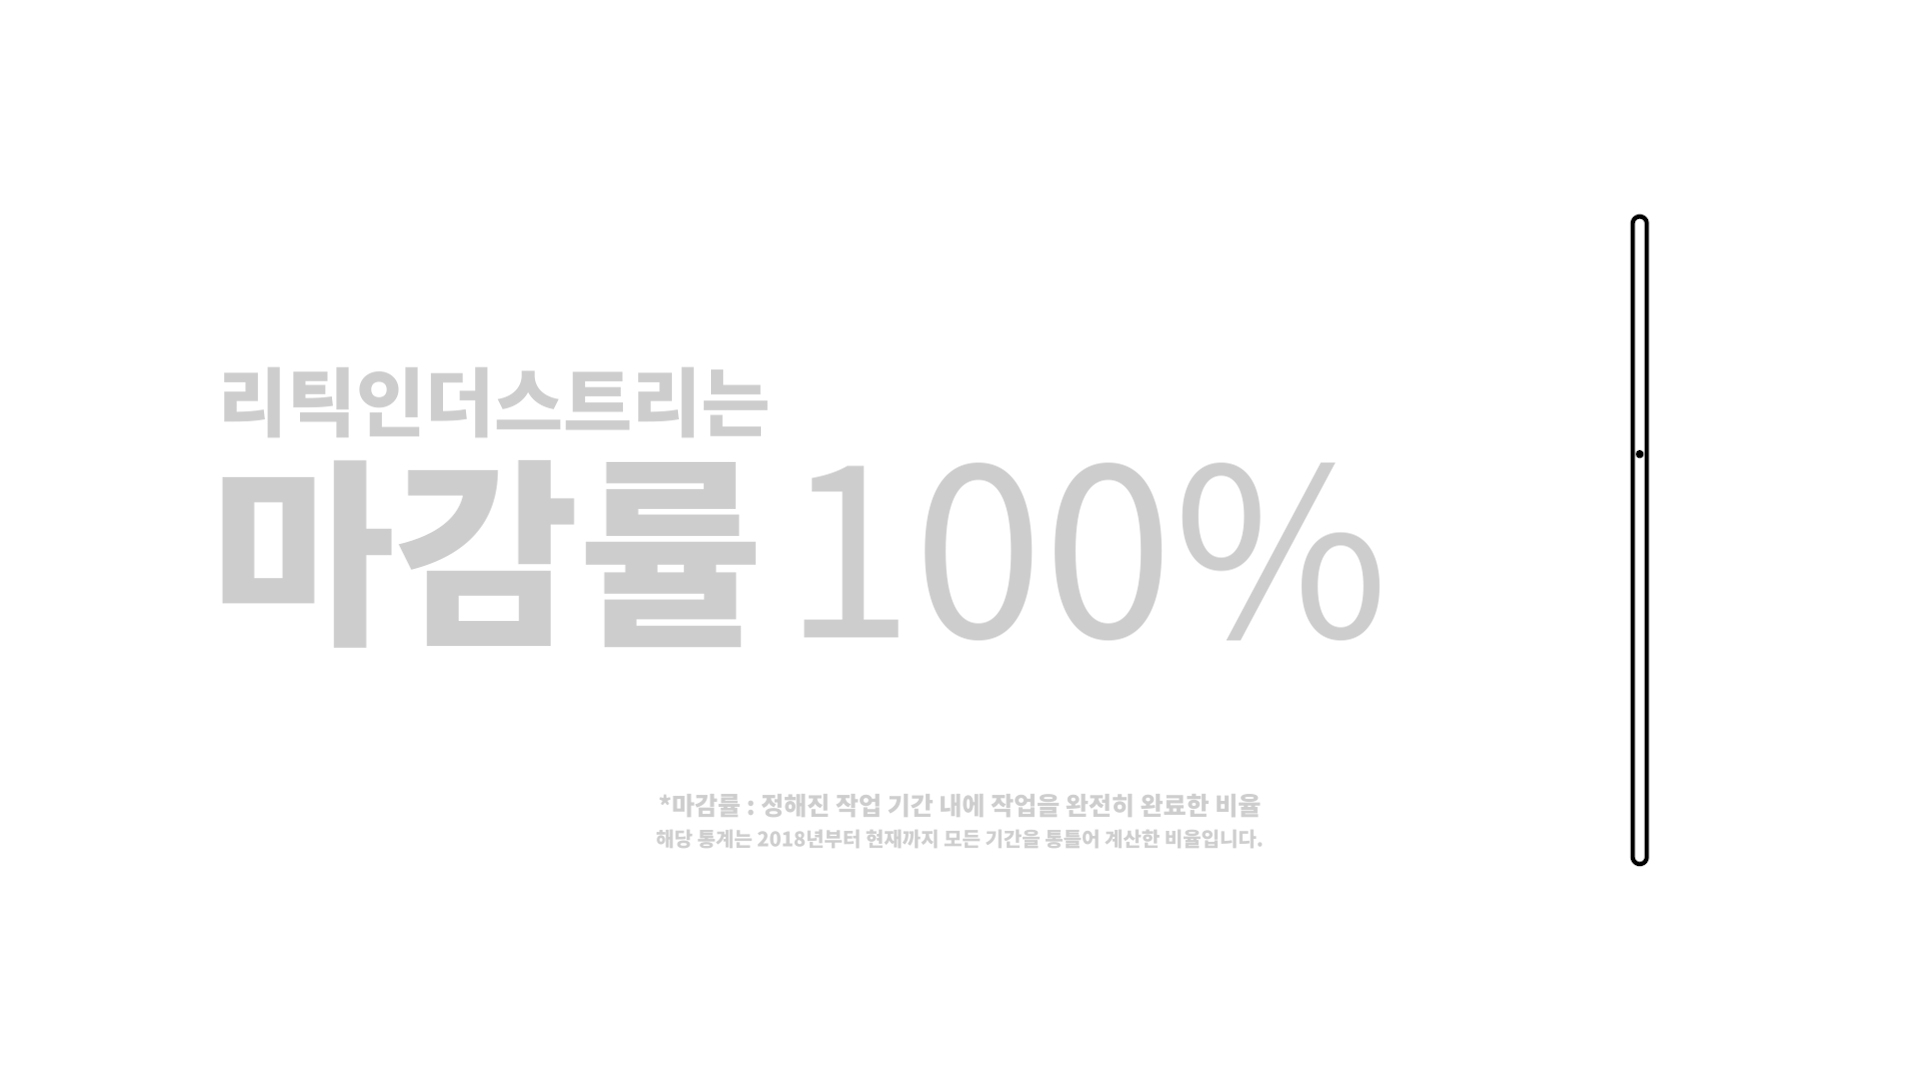 리틱인더스트리는
마감률 100%
*마감률 : 정해진 작업 기간 내에 작업을 완전히 완료한 비율
해당 통계는 2018년부터 현재까지 모든 기간을 통틀어 계산한 비율입니다.